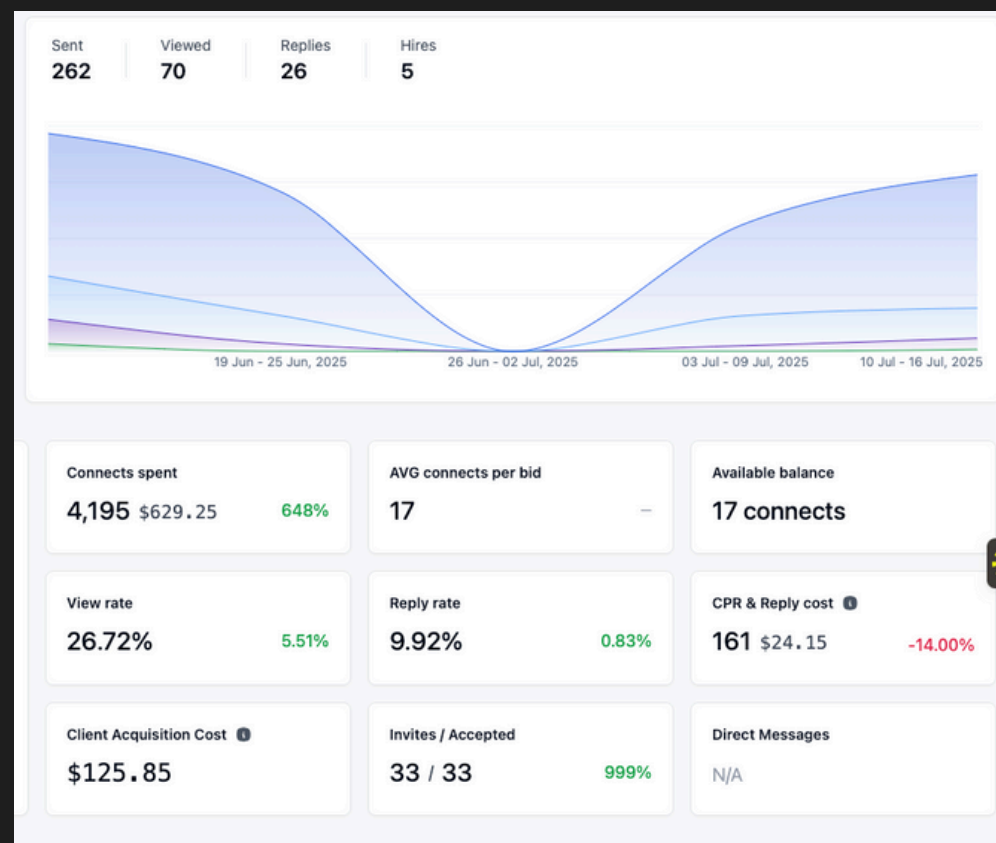 Sent
262
Viewed
70
Replies
26
Hires
5
19 Jun - 25 Jun, 2025
26 Jun - 02 Jul, 2025
03 Jul - 09 Jul, 2025
10 Jul - 16 Jul, 2025
Connects spent
4,195 $629.25 648%
AVG connects per bid
17 –
Available balance
17 connects
View rate
26.72% 5.51%
Reply rate
9.92% 0.83%
CPR & Reply cost
161 $24.15 -14.00%
Client Acquisition Cost
$125.85
Invites / Accepted
33 / 33 999%
Direct Messages
N/A